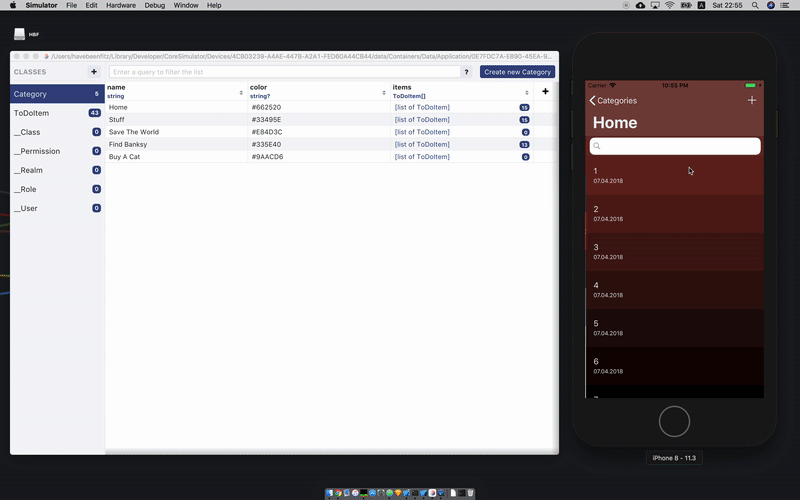 Simulator File Edit Hardware Debug Window Help
A Sat 22:55
HBF
/Users/havebeenfitz/Library/Developer/CoreSimulator/Devices/4CB03239-A4AE-447B-A2A1-FED60A44CB44/data/Containers/Data/Application/
CLASSES +
Enter a query to filter the list ? Create new Category
Category 5
ToDoItem 43
__Class 0
__Permission 0
__Realm 0
__Role 0
__User 0
name color items +
string string? ToDoItem[]
Home #662520 [list of ToDoItem] 15
Stuff #33495E [list of ToDoItem] 15
Save The World #E84D3C [list of ToDoItem] 0
Find Banksy #335E40 [list of ToDoItem] 13
Buy A Cat #9AACD6 [list of ToDoItem] 0
Carrier 10:55 PM
Categories +
Home
1
07.04.2018
2
07.04.2018
3
07.04.2018
4
07.04.2018
5
07.04.2018
6
07.04.2018
iPhone 8 - 11.3